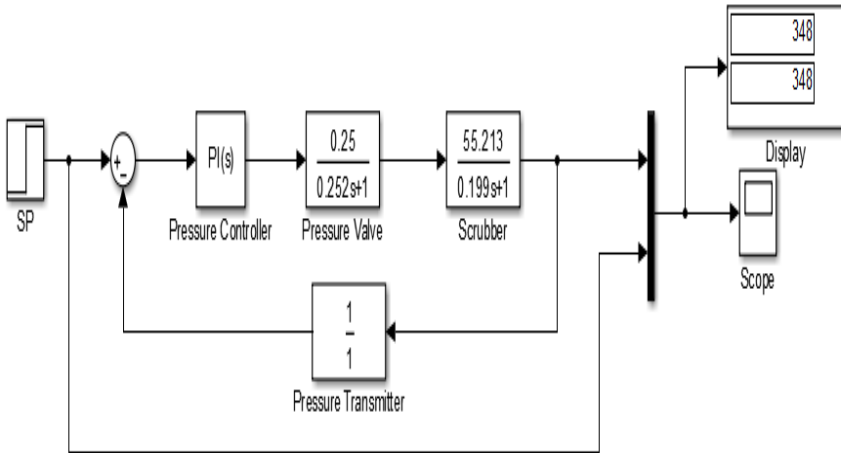 348
348
Display
SP
+
−
PI(s)
Pressure Controller
0.25
0.252s+1
Pressure Valve
55.213
0.199s+1
Scrubber
Scope
1
1
Pressure Transmitter